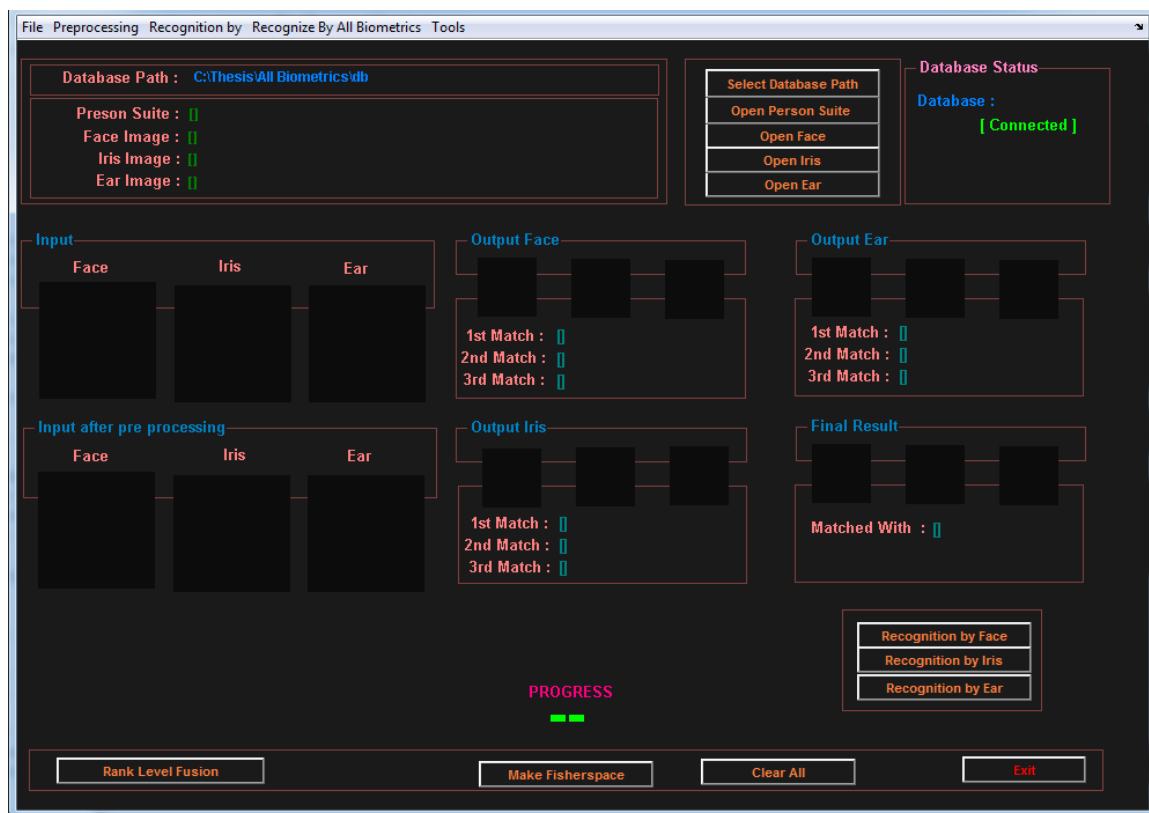 File Preprocessing Recognition by Recognize By All Biometrics Tools
Database Path : C:\Thesis\All Biometrics\db
Preson Suite : []
Face Image : []
Iris Image : []
Ear Image : []
Select Database Path
Open Person Suite
Open Face
Open Iris
Open Ear
Database Status
Database :
[ Connected ]
Input
Face Iris Ear
Output Face
1st Match : []
2nd Match : []
3rd Match : []
Output Ear
1st Match : []
2nd Match : []
3rd Match : []
Input after pre processing
Face Iris Ear
Output Iris
1st Match : []
2nd Match : []
3rd Match : []
Final Result
Matched With : []
Recognition by Face
Recognition by Iris
Recognition by Ear
PROGRESS
Rank Level Fusion
Make Fisherspace
Clear All
Exit